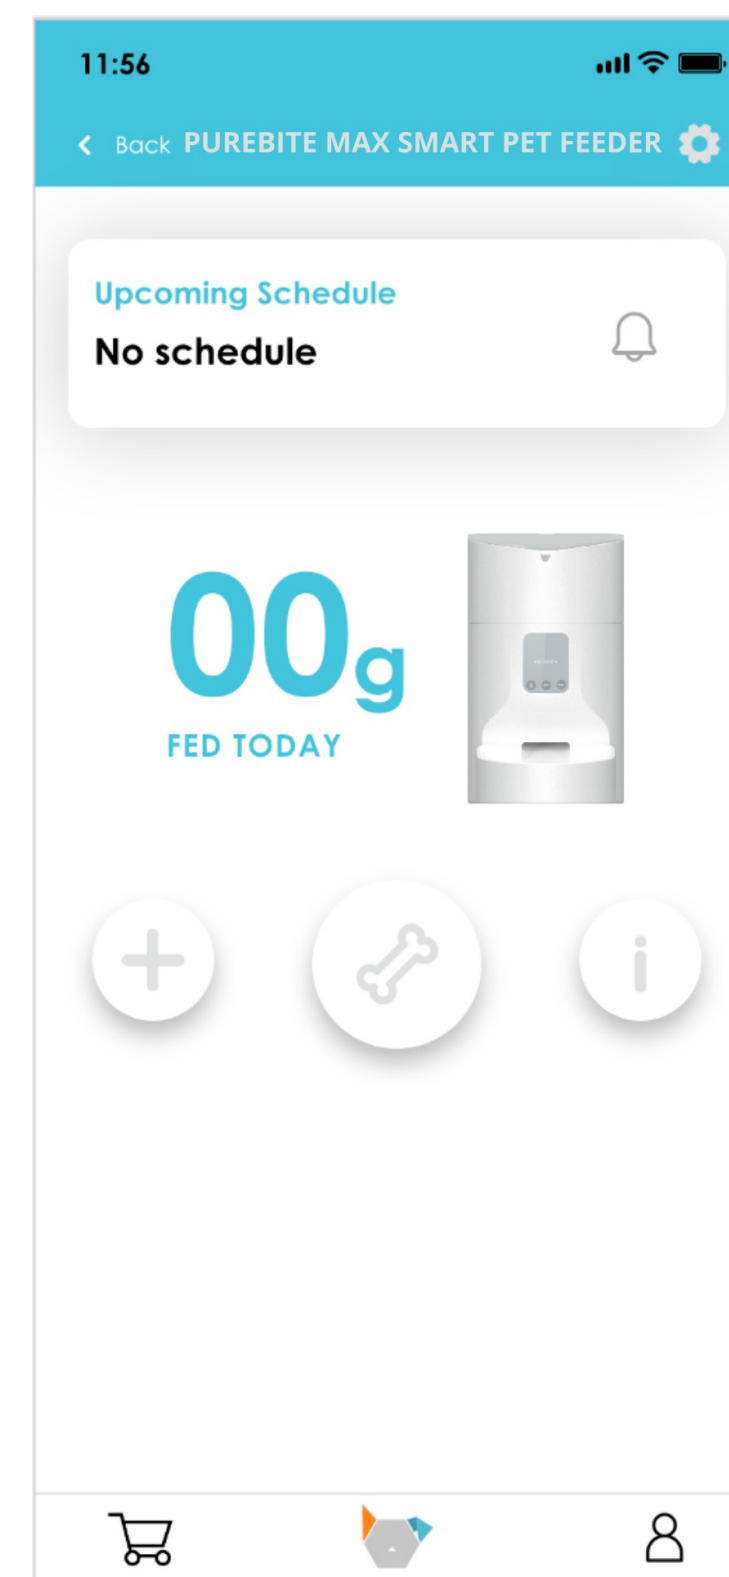 11:56
Back PUREBITE MAX SMART PET FEEDER
Upcoming Schedule
No schedule
00g
FED TODAY